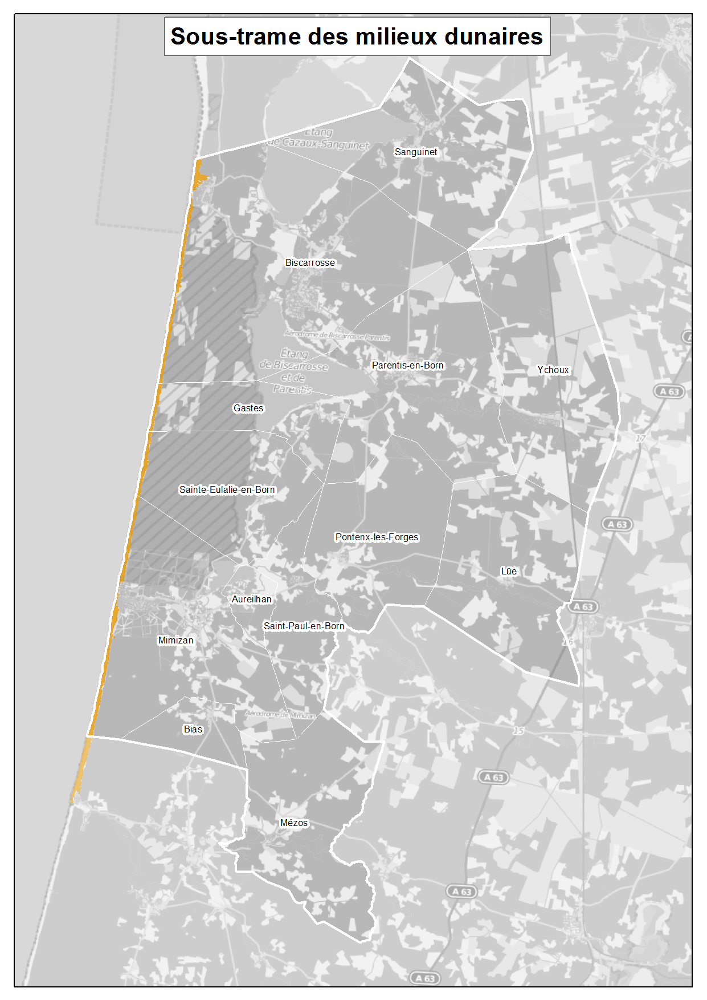 Sous-trame des milieux dunaires
Étang
de Cazaux-Sanguinet
Sanguinet
Biscarrosse
Aérodrome de Biscarrosse Parentis
Étang
de Biscarrosse
et de
Parentis
Parentis-en-Born
Ychoux
A 63
Gastes
17
Sainte-Eulalie-en-Born
A 63
Pontenx-les-Forges
Lüe
Aureilhan
A 63
Saint-Paul-en-Born
Mimizan
16
Aérodrome de Mimizan
Bias
15
A 63
Mézos
A 63
A 63